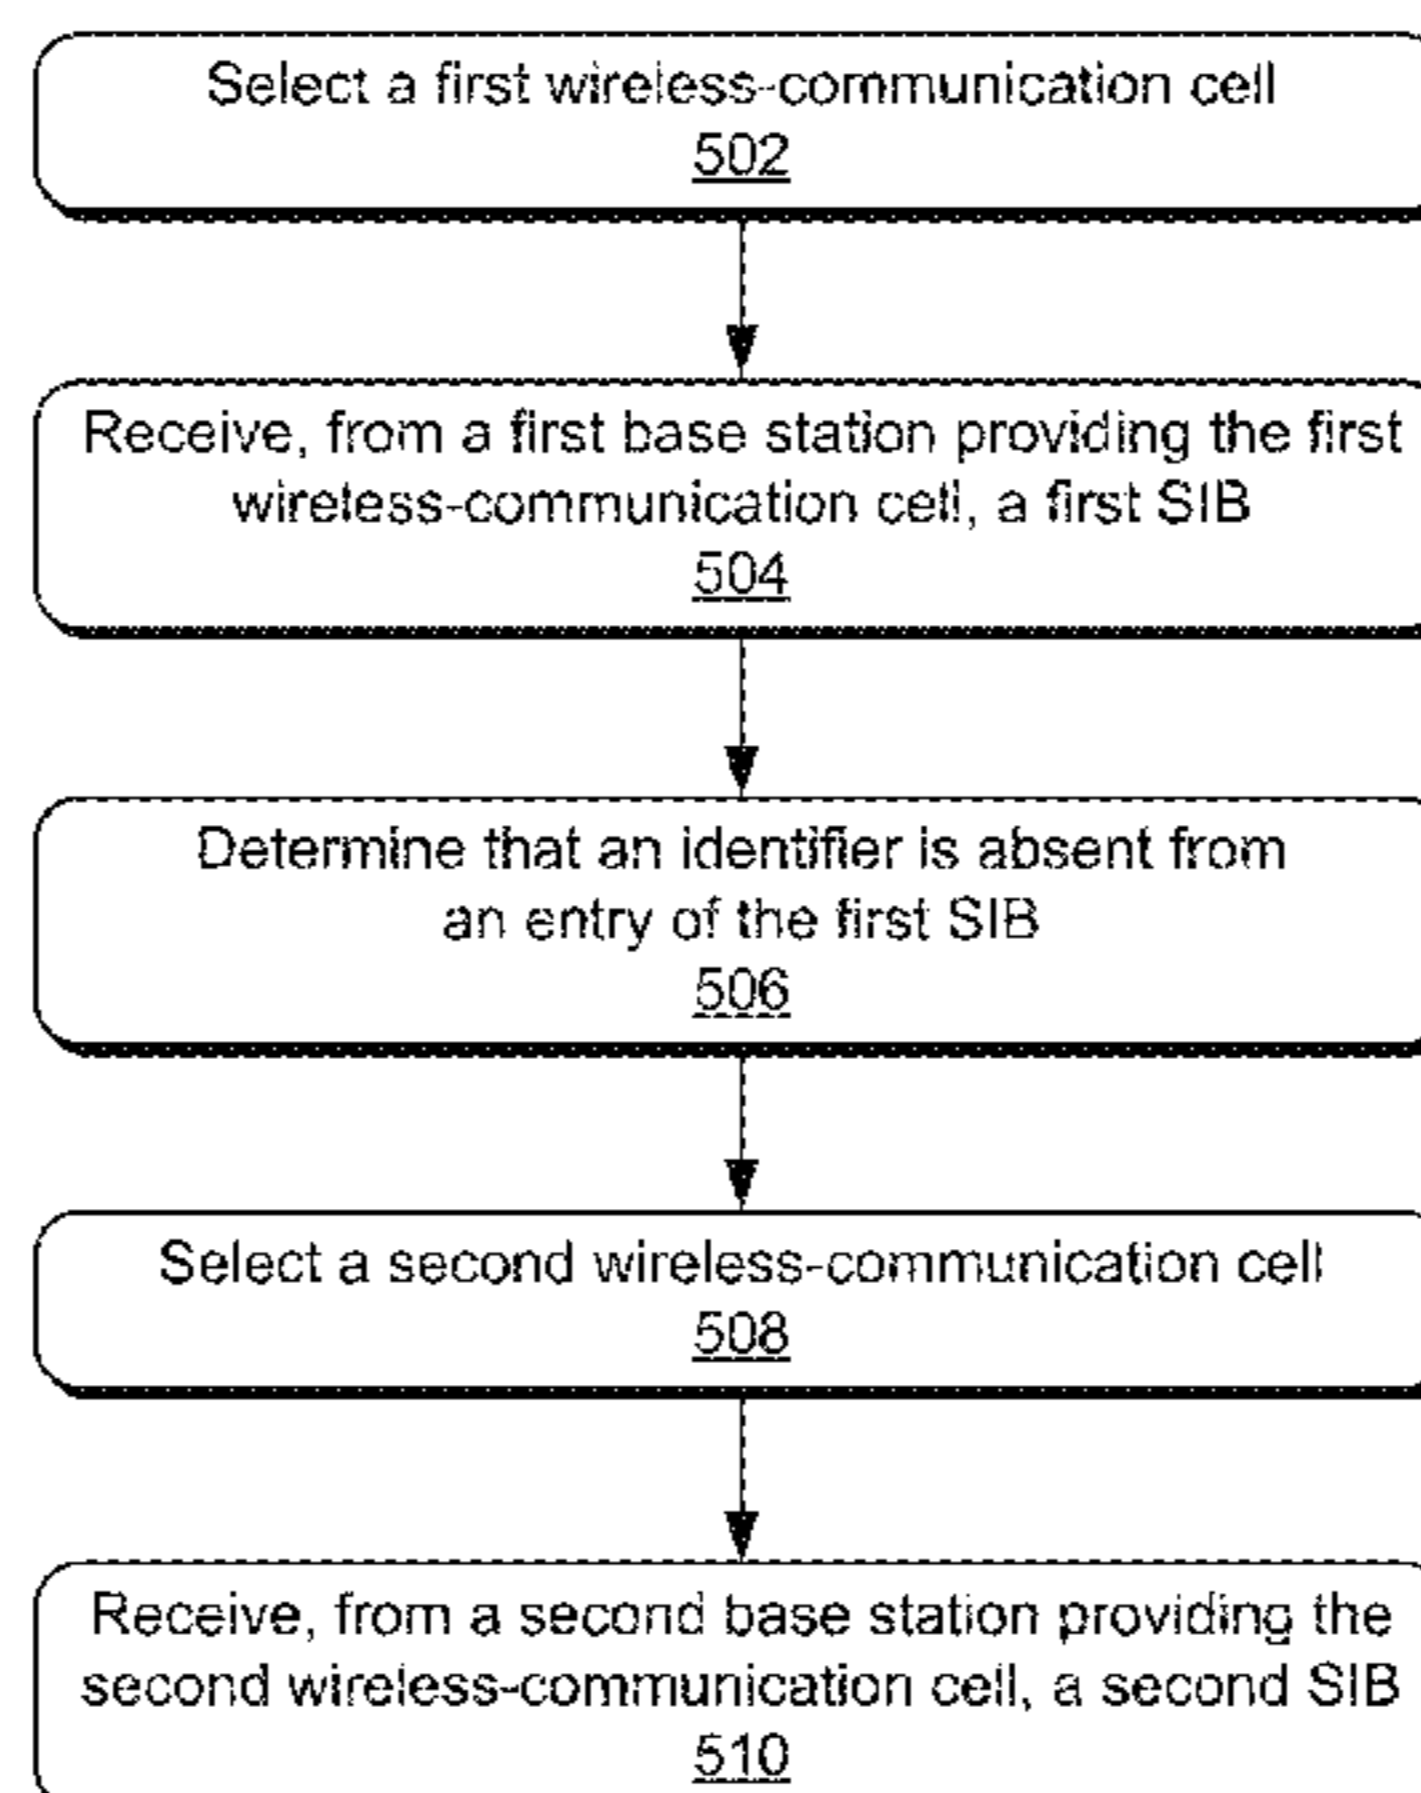 Select a first wireless-communication cell
502
Receive, from a first base station providing the first
wireless-communication cell, a first SIB
504
Determine that an identifier is absent from
an entry of the first SIB
506
Select a second wireless-communication cell
508
Receive, from a second base station providing the
second wireless-communication cell, a second SIB
510